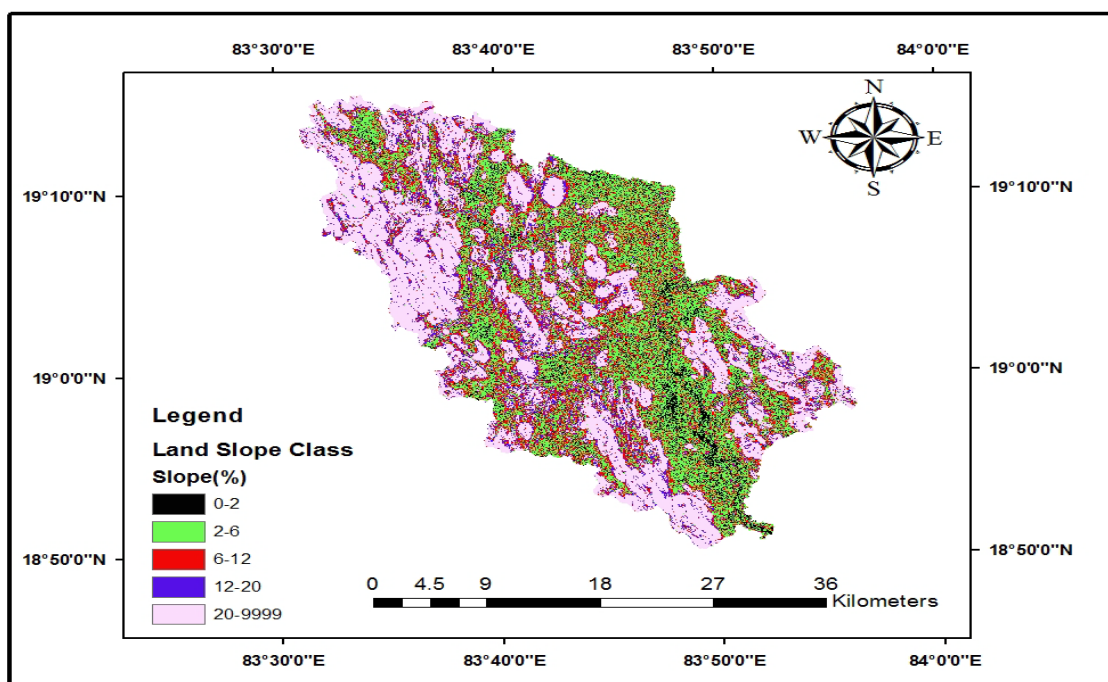 83°30'0"E 83°40'0"E 83°50'0"E 84°0'0"E
N
W E
S
19°10'0"N 19°10'0"N
19°0'0"N 19°0'0"N
18°50'0"N 18°50'0"N
Legend
Land Slope Class
Slope(%)
0-2
2-6
6-12
12-20
20-9999
0 4.5 9 18 27 36
Kilometers
83°30'0"E 83°40'0"E 83°50'0"E 84°0'0"E